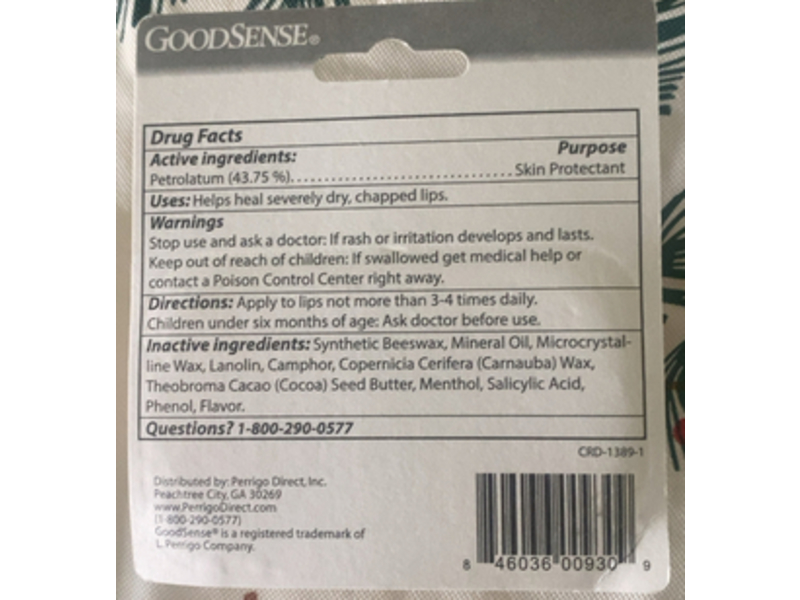 GOODSENSE®
Drug Facts
Active ingredients: Purpose
Petrolatum (43.75 %)................................Skin Protectant
Uses: Helps heal severely dry, chapped lips.
Warnings
Stop use and ask a doctor: If rash or irritation develops and lasts.
Keep out of reach of children: If swallowed get medical help or
contact a Poison Control Center right away.
Directions: Apply to lips not more than 3-4 times daily.
Children under six months of age: Ask doctor before use.
Inactive ingredients: Synthetic Beeswax, Mineral Oil, Microcrystal-
line Wax, Lanolin, Camphor, Copernicia Cerifera (Carnauba) Wax,
Theobroma Cacao (Cocoa) Seed Butter, Menthol, Salicylic Acid,
Phenol, Flavor.
Questions? 1-800-290-0577
CRD-1389-1
Distributed by: Perrigo Direct, Inc.
Peachtree City, GA 30269
www.PerrigoDirect.com
(1-800-290-0577)
GoodSense® is a registered trademark of
L. Perrigo Company.
8 46036 00930 9